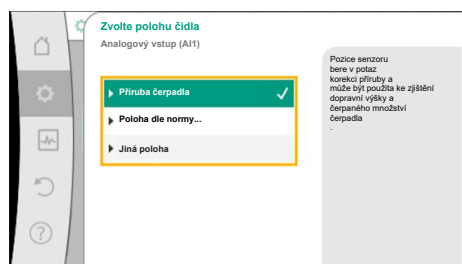 Zvolte polohu čidla
Analogový vstup (AI1)
Příruba čerpadla
Poloha dle normy...
Jiná poloha
Pozice senzoru
bere v potaz
korekci příruby a
může být použita ke zjištění
dopravní výšky a
čerpaného množství
čerpadla
.
?